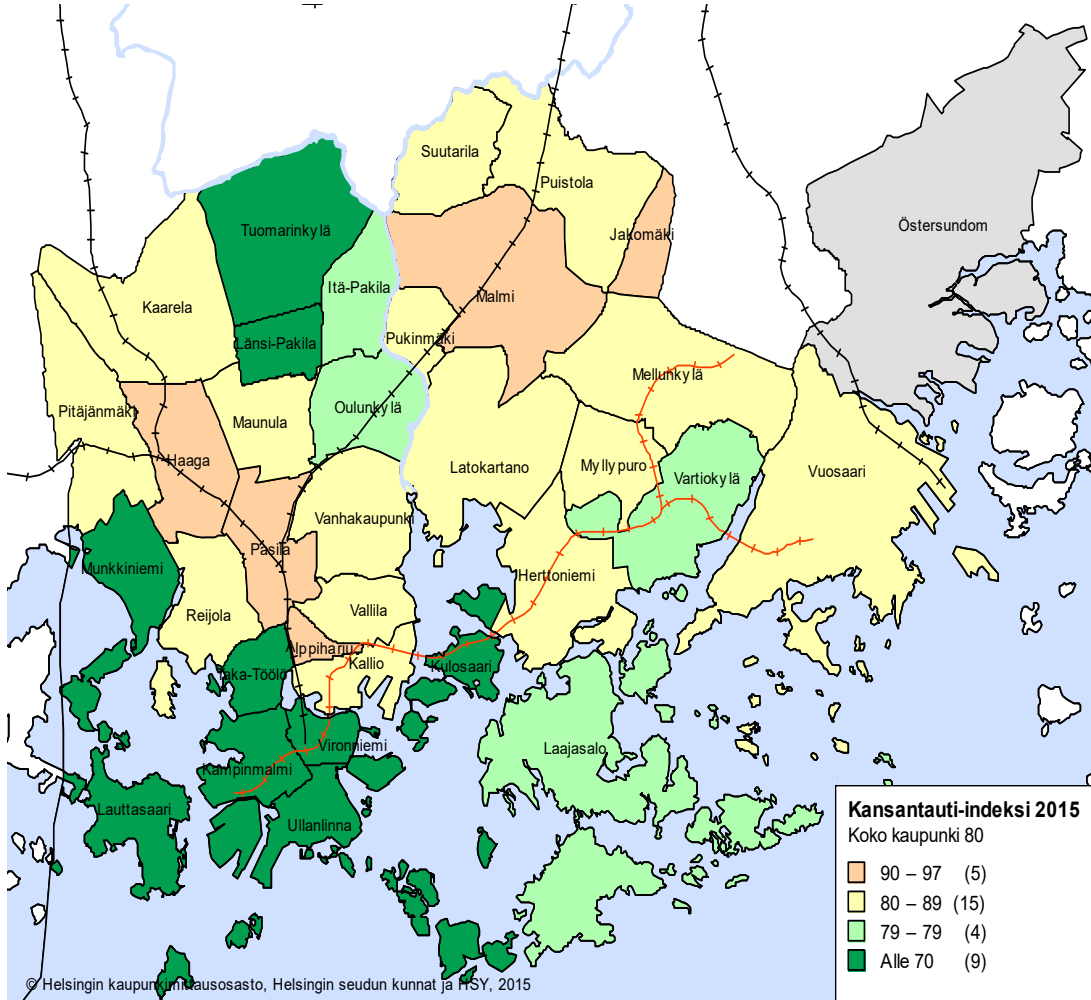 Suutarila
Puistola
Tuomarinkylä
Jakomäki
Östersundom
Itä-Pakila
Malmi
Kaarela
Länsi-Pakila
Pukinmäki
Mellunkylä
Pitäjänmäki
Maunula
Oulunkylä
Haaga
Latokartano
Myllypuro
Vartiokylä
Vuosaari
Vanhakaupunki
Pasila
Munkkiniemi
Herttoniemi
Reijola
Vallila
Alppiharju
Kallio
Kulosaari
Taka-Töölö
Vironniemi
Laajasalo
Kampinmalmi
Lauttasaari
Ullanlinna
Kansantauti-indeksi 2015
Koko kaupunki 80
90 – 97 (5)
80 – 89 (15)
79 – 79 (4)
Alle 70 (9)
© Helsingin kaupunkimittausosasto, Helsingin seudun kunnat ja HSY, 2015